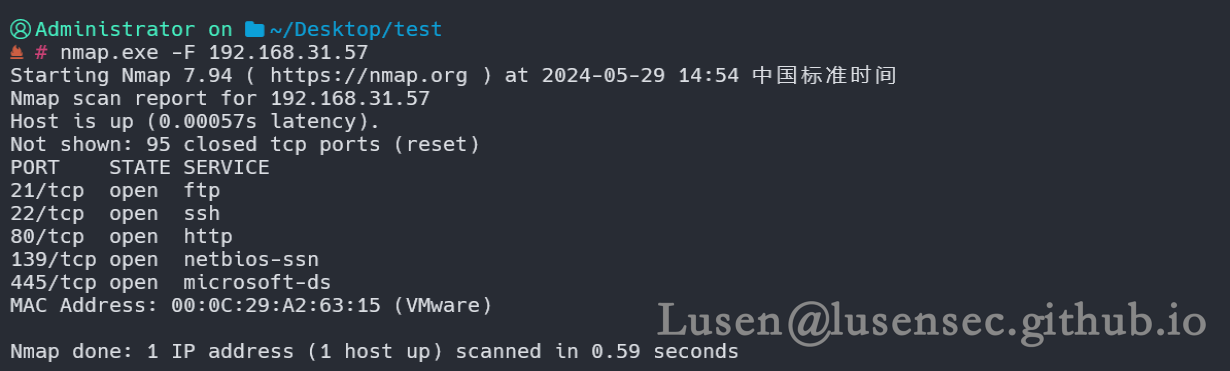 Administrator on ~/Desktop/test
# nmap.exe -F 192.168.31.57
Starting Nmap 7.94 ( https://nmap.org ) at 2024-05-29 14:54 中国标准时间
Nmap scan report for 192.168.31.57
Host is up (0.00057s latency).
Not shown: 95 closed tcp ports (reset)
PORT    STATE SERVICE
21/tcp  open  ftp
22/tcp  open  ssh
80/tcp  open  http
139/tcp open  netbios-ssn
445/tcp open  microsoft-ds
MAC Address: 00:0C:29:A2:63:15 (VMware)
Lusen@lusensec.github.io
Nmap done: 1 IP address (1 host up) scanned in 0.59 seconds